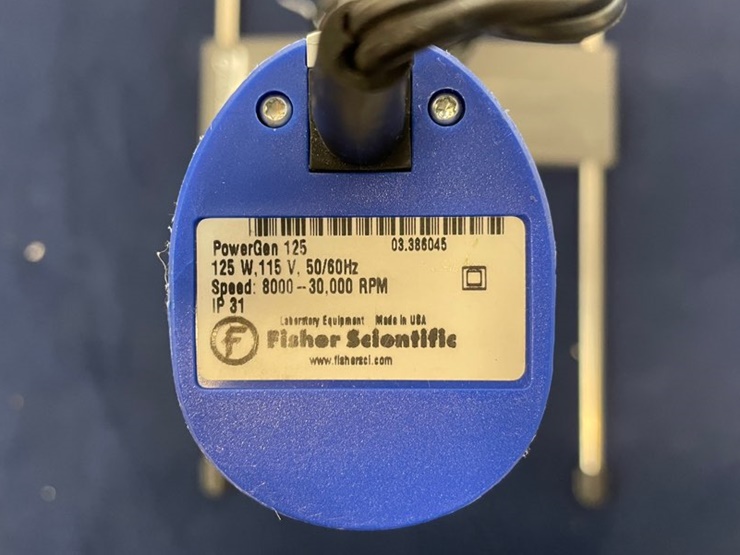 PowerGen 125 03.386045
125 W,115 V, 50/60Hz
Speed: 8000--30,000 RPM
IP 31
Laboratory Equipment Made in USA
F Fisher Scientific
www.fishersci.com